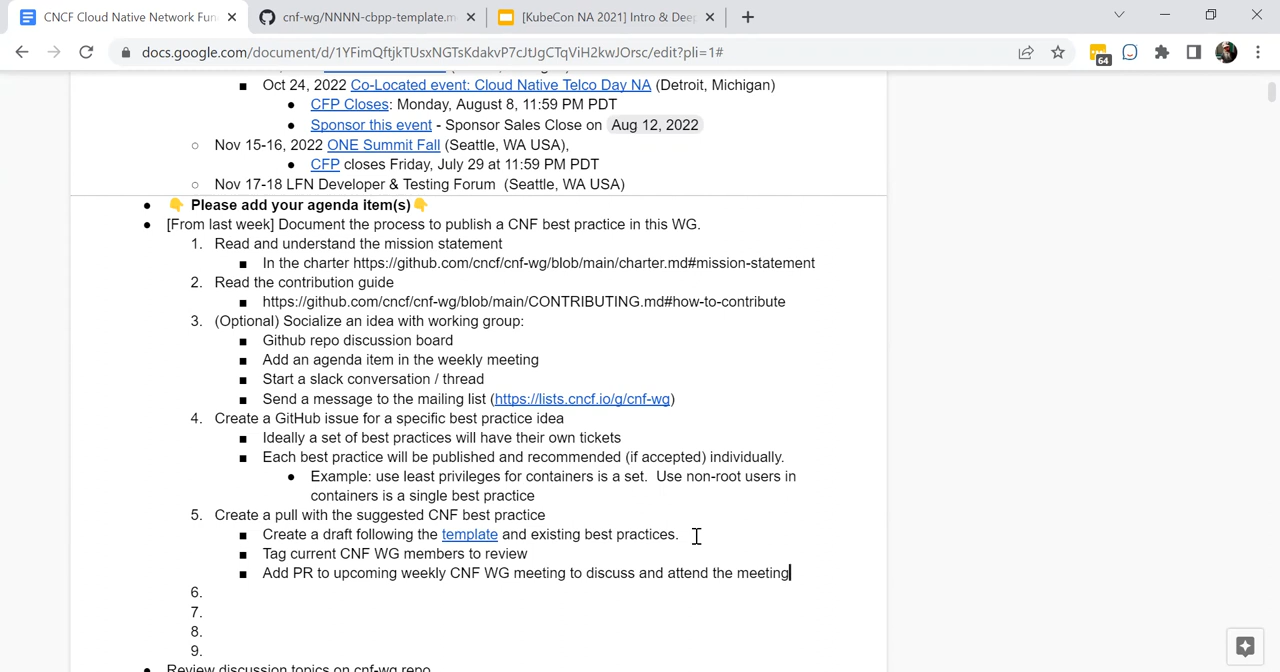 CNCF Cloud Native Network Fun
cnf-wg/NNNN-cbpp-template.m
[KubeCon NA 2021] Intro & Deep
docs.google.com/document/d/1YFimQftjkTUsxNGTsKdakvP7cJtJgCTqViH2kwJOrsc/edit?pli=1#
64
Oct 24, 2022 Co-Located event: Cloud Native Telco Day NA (Detroit, Michigan)
CFP Closes: Monday, August 8, 11:59 PM PDT
Sponsor this event - Sponsor Sales Close on Aug 12, 2022
Nov 15-16, 2022 ONE Summit Fall (Seattle, WA USA),
CFP closes Friday, July 29 at 11:59 PM PDT
Nov 17-18 LFN Developer & Testing Forum (Seattle, WA USA)
👇 Please add your agenda item(s)👇
[From last week] Document the process to publish a CNF best practice in this WG.
1. Read and understand the mission statement
In the charter https://github.com/cncf/cnf-wg/blob/main/charter.md#mission-statement
2. Read the contribution guide
https://github.com/cncf/cnf-wg/blob/main/CONTRIBUTING.md#how-to-contribute
3. (Optional) Socialize an idea with working group:
Github repo discussion board
Add an agenda item in the weekly meeting
Start a slack conversation / thread
Send a message to the mailing list (https://lists.cncf.io/g/cnf-wg)
4. Create a GitHub issue for a specific best practice idea
Ideally a set of best practices will have their own tickets
Each best practice will be published and recommended (if accepted) individually.
Example: use least privileges for containers is a set. Use non-root users in
containers is a single best practice
5. Create a pull with the suggested CNF best practice
Create a draft following the template and existing best practices.
Tag current CNF WG members to review
Add PR to upcoming weekly CNF WG meeting to discuss and attend the meeting
6.
7.
8.
9.
Review discussion topics on cnf-wg repo